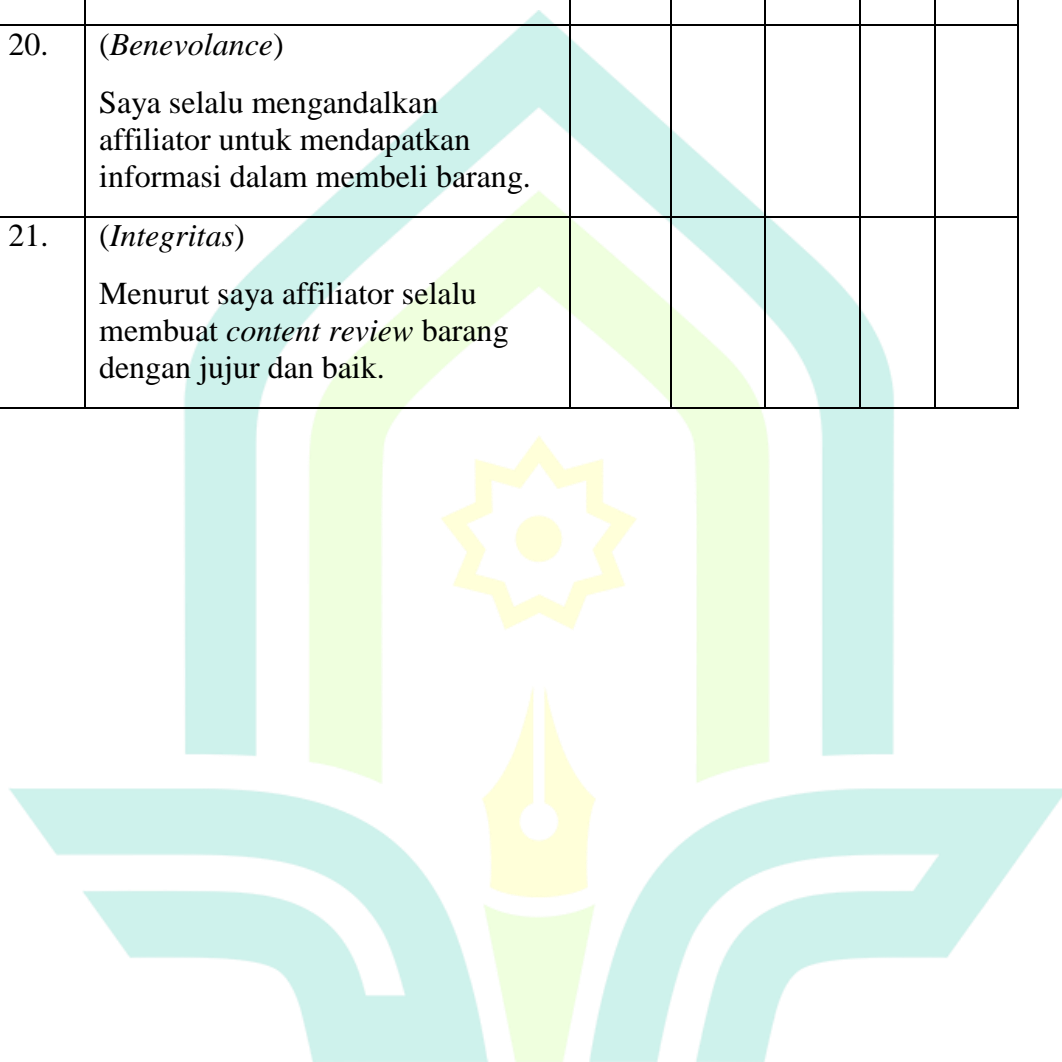 20. (Benevolance)
Saya selalu mengandalkan
affiliator untuk mendapatkan
informasi dalam membeli barang.
21. (Integritas)
Menurut saya affiliator selalu
membuat content review barang
dengan jujur dan baik.